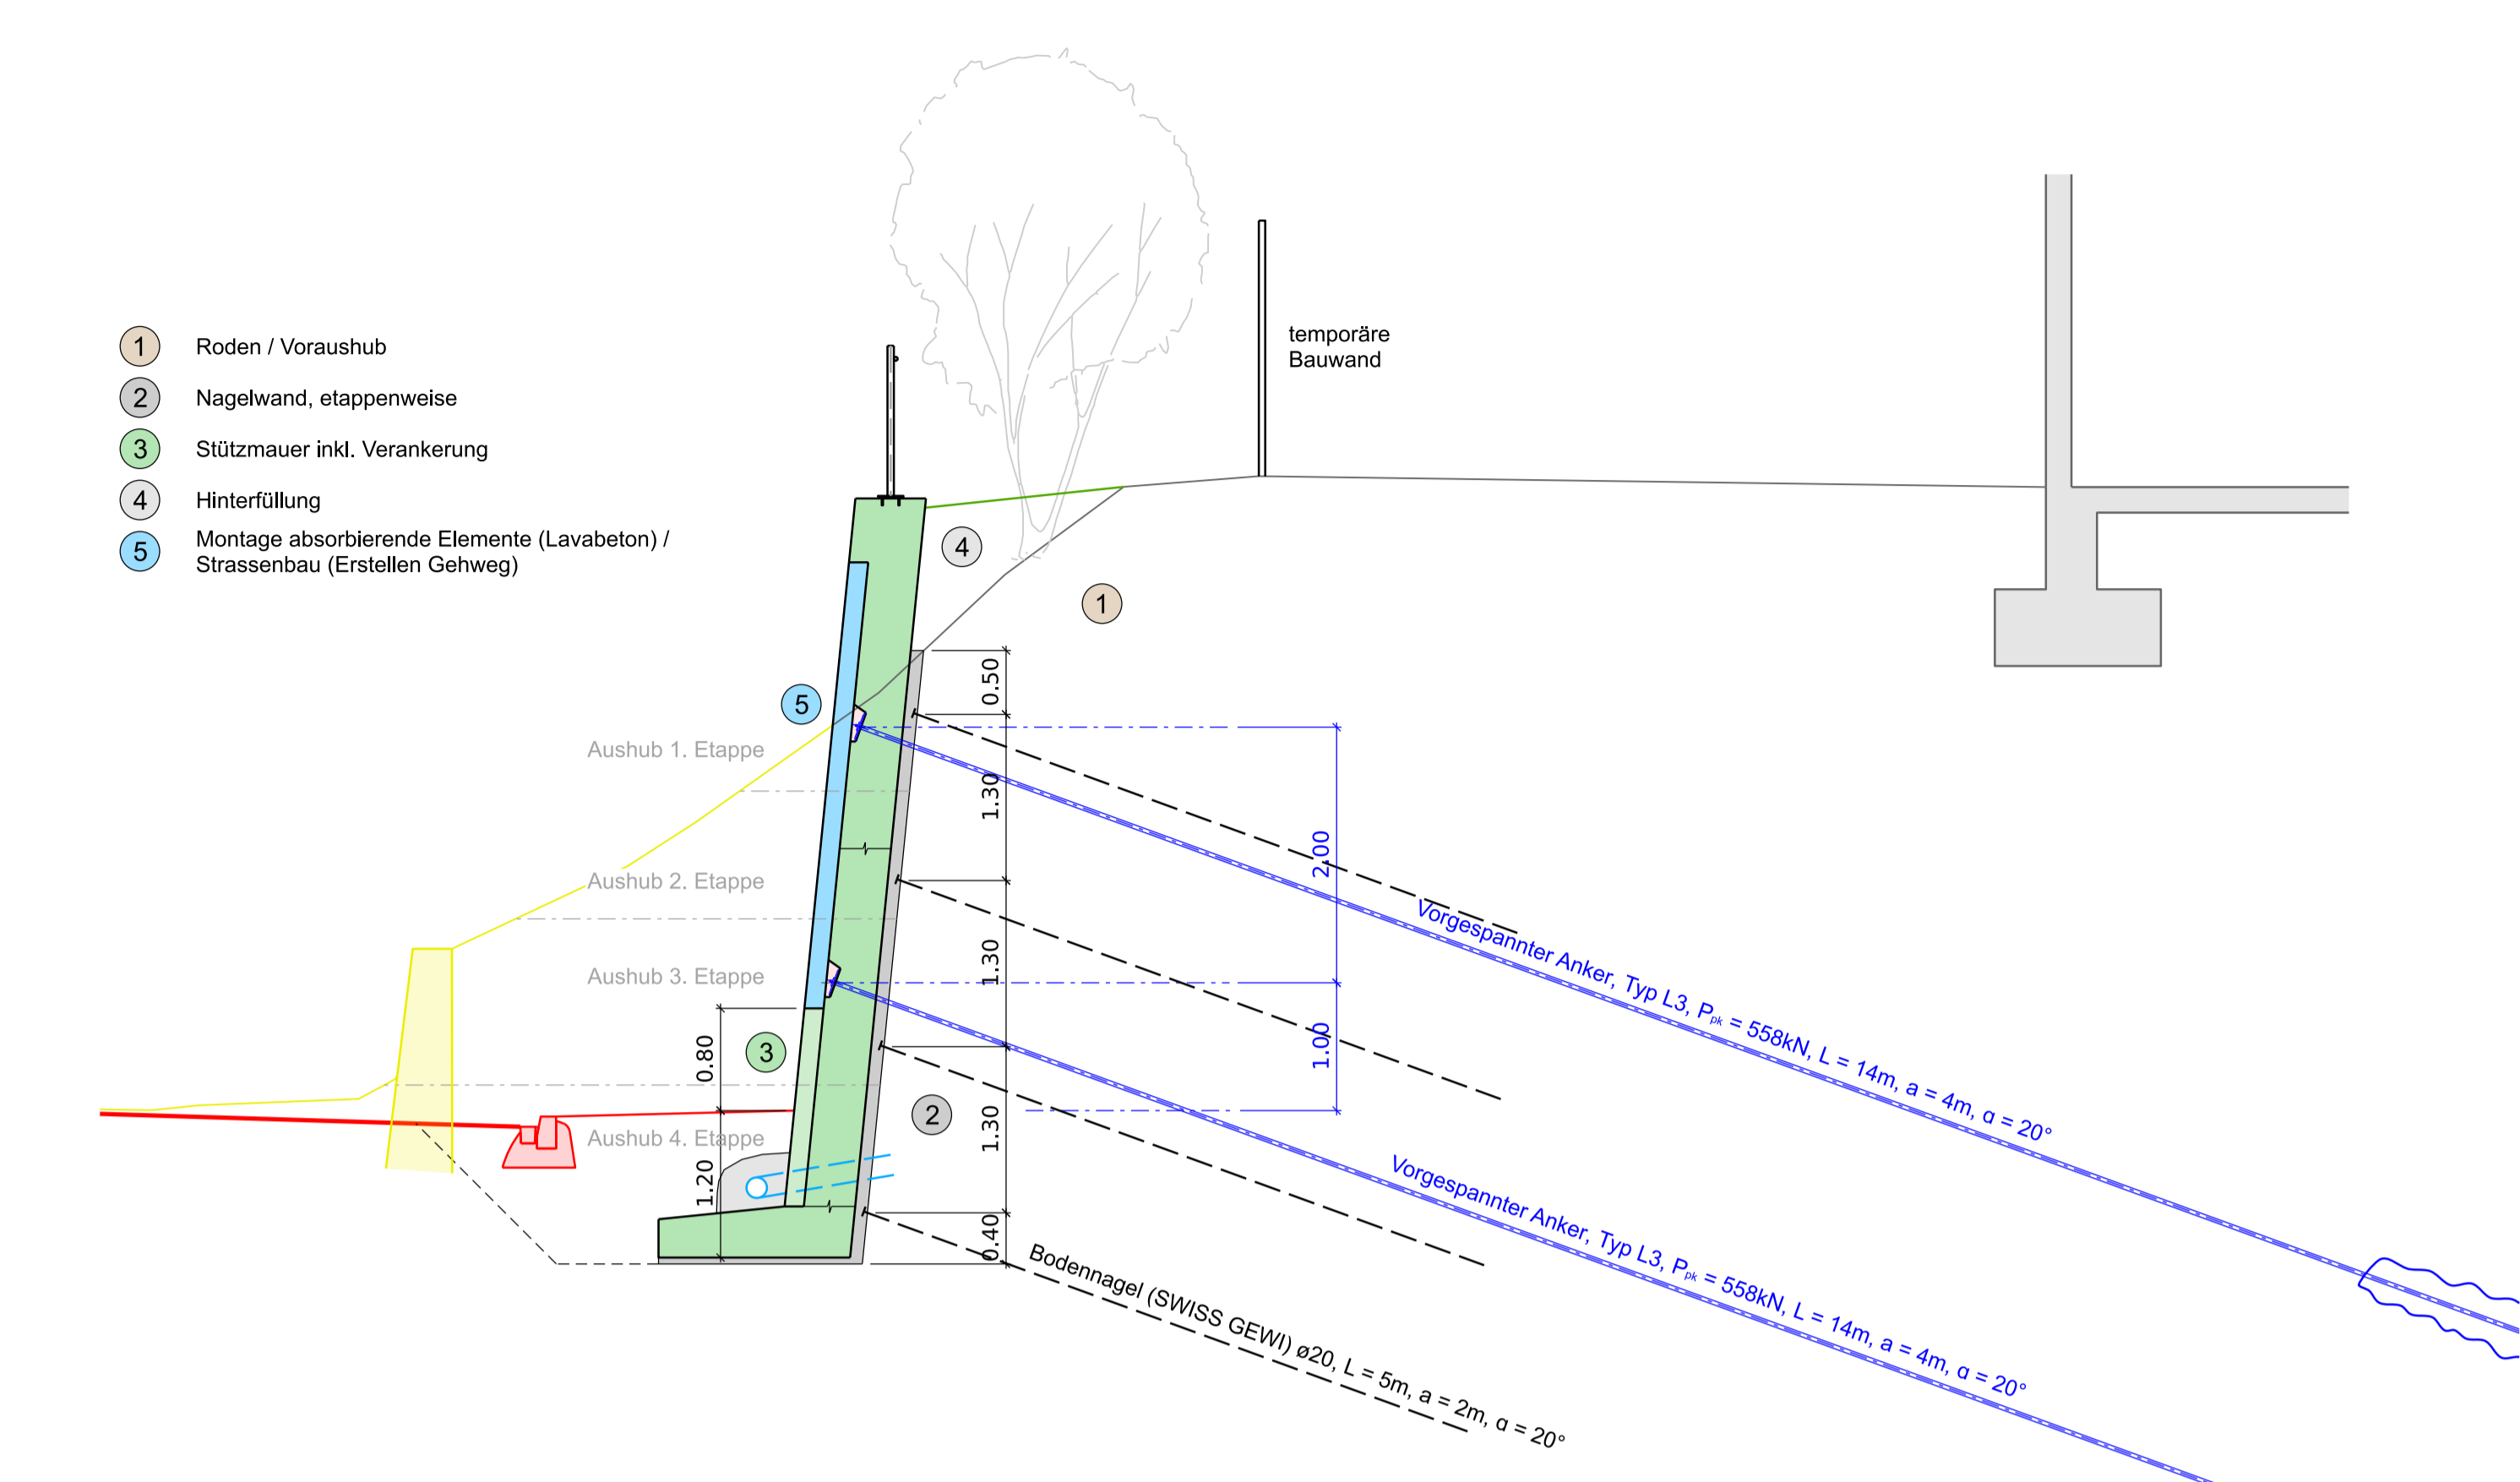 temporäre
Bauwand
1 Roden / Voraushub
2 Nagelwand, etappenweise
3 Stützmauer inkl. Verankerung
4 Hinterfüllung
5 Montage absorbierende Elemente (Lavabeton) /
Strassenbau (Erstellen Gehweg)
4
1
5
0.50
Aushub 1. Etappe
1.30
2.00
Aushub 2. Etappe
1.30
Aushub 3. Etappe
Vorgespannter Anker, Typ L3, Ppk = 558kN, L = 14m, a = 4m, α = 20°
3
0.80
1.00
2
1.30
Aushub 4. Etappe
1.20
0.40
Vorgespannter Anker, Typ L3, Ppk = 558kN, L = 14m, a = 4m, α = 20°
Bodennagel (SWISS GEWI) ø20, L = 5m, a = 2m, α = 20°